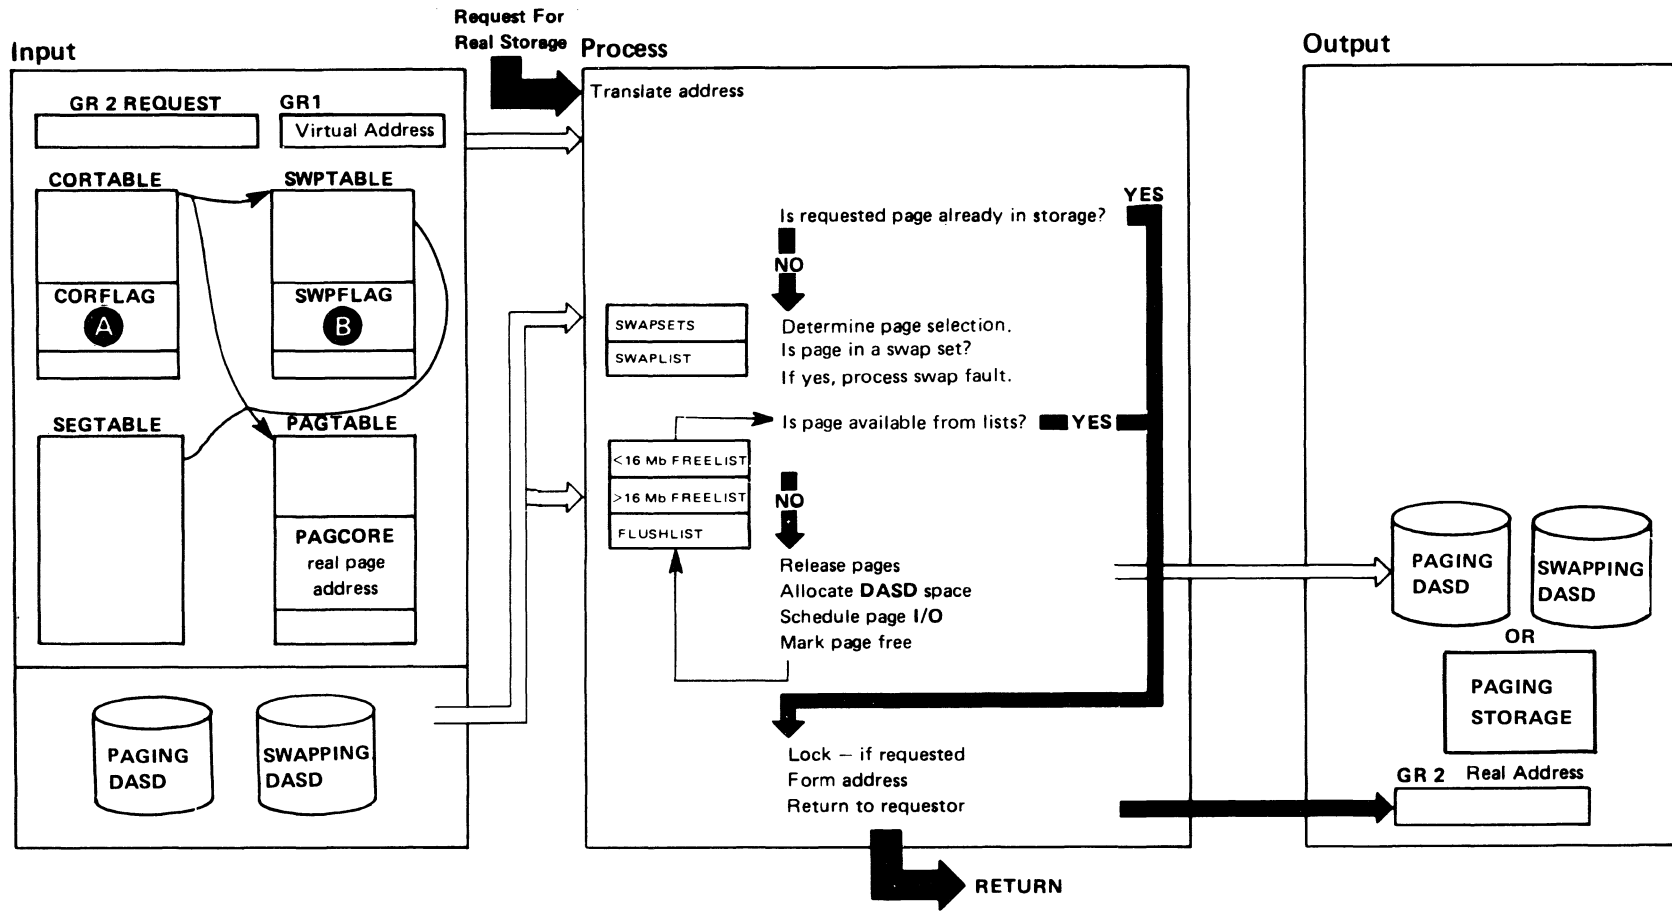 Request For
Real Storage
Input
Process
Output
GR 2 REQUEST
GR1
Virtual Address
CORTABLE
SWPTABLE
CORFLAG
A
SWPFLAG
B
SEGTABLE
PAGTABLE
PAGCORE
real page
address
PAGING
DASD
SWAPPING
DASD
Translate address
YES
Is requested page already in storage?
NO
SWAPSETS
SWAPLIST
Determine page selection.
Is page in a swap set?
If yes, process swap fault.
Is page available from lists?
YES
<16 Mb FREELIST
>16 Mb FREELIST
FLUSHLIST
NO
Release pages
Allocate DASD space
Schedule page I/O
Mark page free
Lock — if requested
Form address
Return to requestor
RETURN
PAGING
DASD
SWAPPING
DASD
OR
PAGING
STORAGE
GR 2 Real Address